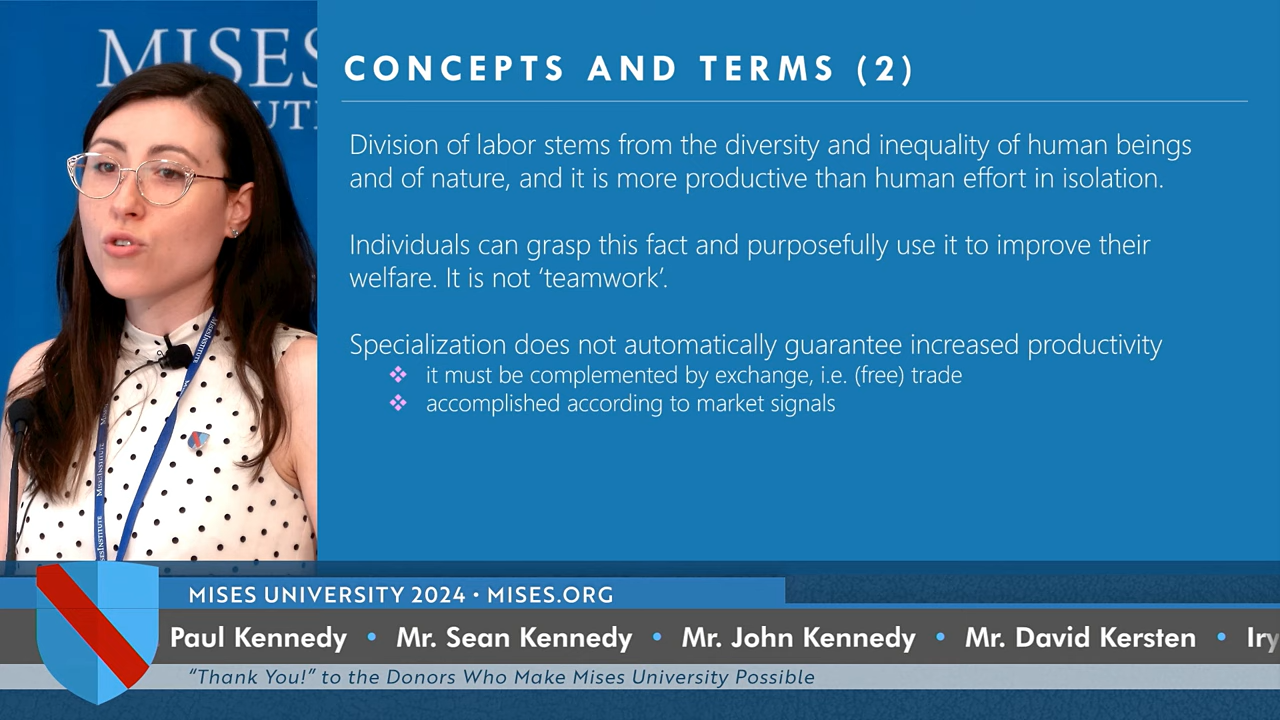 MISES
CONCEPTS AND TERMS (2)
Division of labor stems from the diversity and inequality of human beings
and of nature, and it is more productive than human effort in isolation.
Individuals can grasp this fact and purposefully use it to improve their
welfare. It is not ‘teamwork’.
Specialization does not automatically guarantee increased productivity
❖ it must be complemented by exchange, i.e. (free) trade
❖ accomplished according to market signals
MISES UNIVERSITY 2024 • MISES.ORG
Paul Kennedy • Mr. Sean Kennedy • Mr. John Kennedy • Mr. David Kersten • Iry
“Thank You!” to the Donors Who Make Mises University Possible